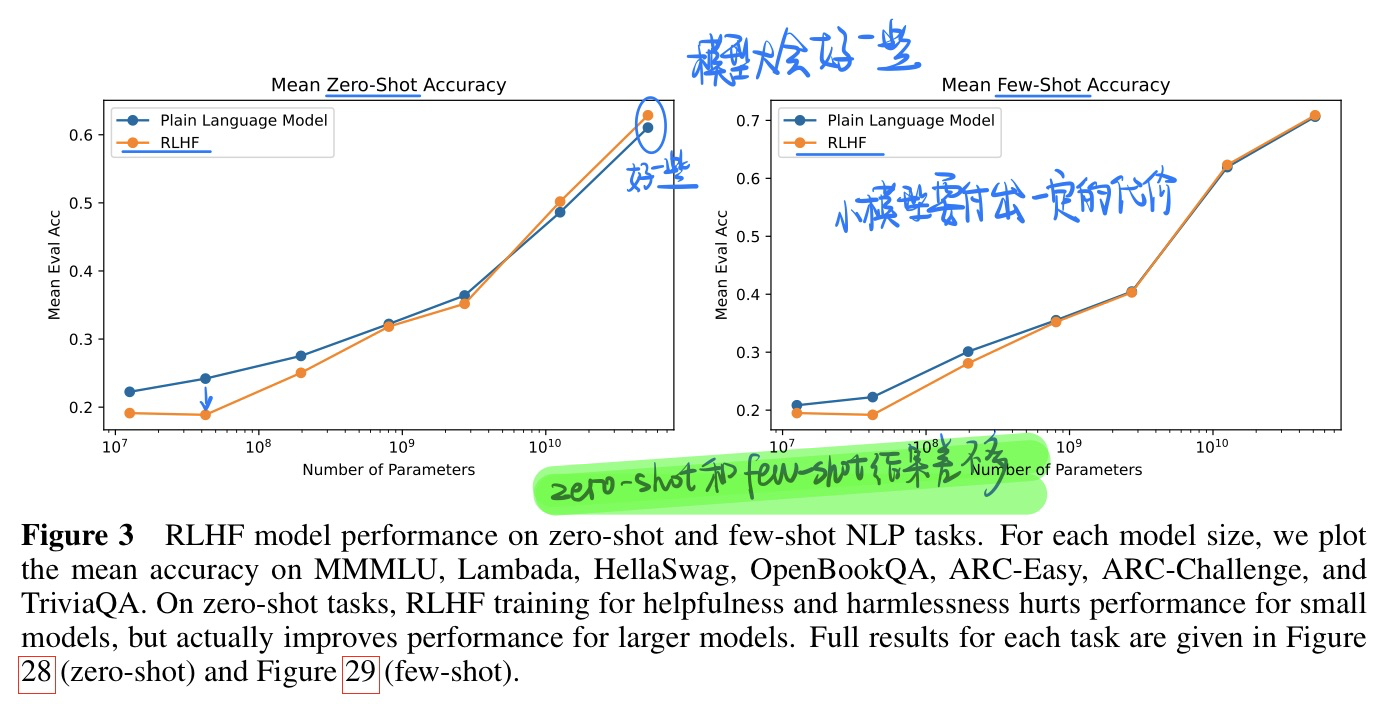 模型大会好一些
Mean Zero-Shot Accuracy
Plain Language Model
RLHF
0.6
0.5
0.4
0.3
0.2
Mean Eval Acc
10^7
10^8
10^9
10^10
Number of Parameters
好一些
Mean Few-Shot Accuracy
Plain Language Model
RLHF
小模型要付出一定的代价
0.7
0.6
0.5
0.4
0.3
0.2
Mean Eval Acc
10^7
10^8
10^9
10^10
Number of Parameters
zero-shot和few-shot结果差不多
Figure 3 RLHF model performance on zero-shot and few-shot NLP tasks. For each model size, we plot
the mean accuracy on MMMLU, Lambada, HellaSwag, OpenBookQA, ARC-Easy, ARC-Challenge, and
TriviaQA. On zero-shot tasks, RLHF training for helpfulness and harmlessness hurts performance for small
models, but actually improves performance for larger models. Full results for each task are given in Figure
28 (zero-shot) and Figure 29 (few-shot).